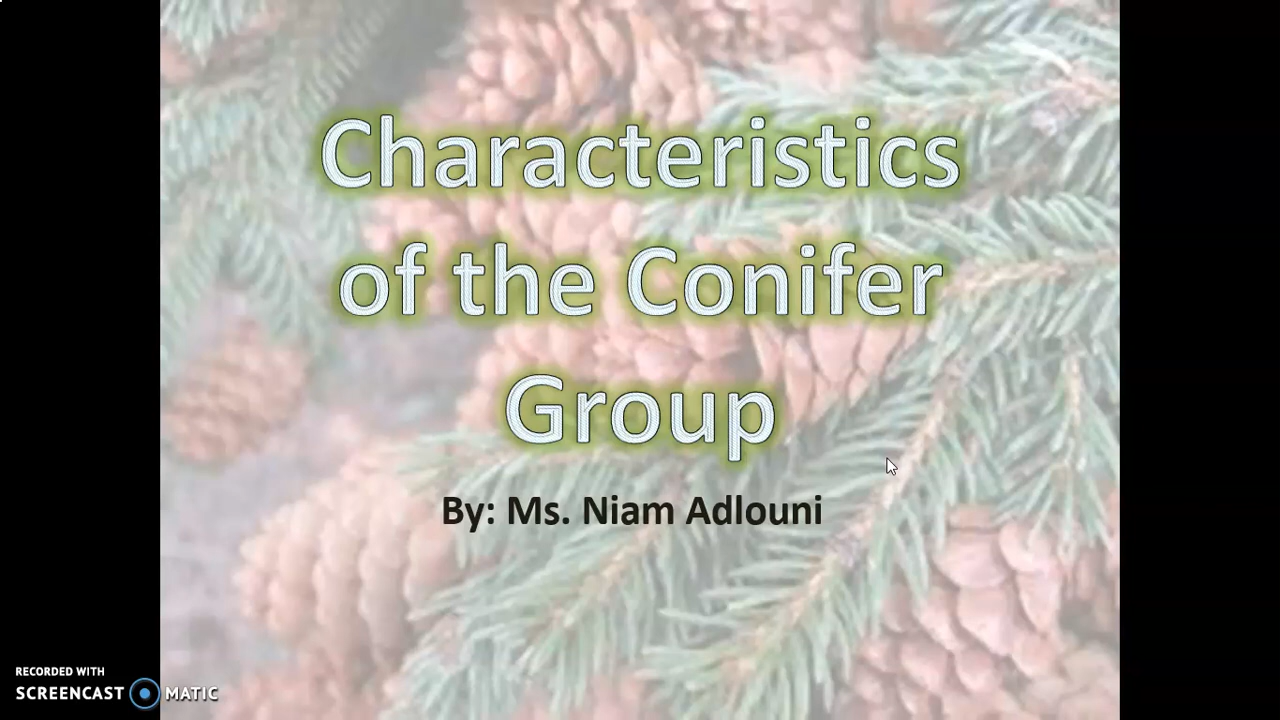 Characteristics
of the Conifer
Group
By: Ms. Niam Adlouni
RECORDED WITH
SCREENCAST MATIC